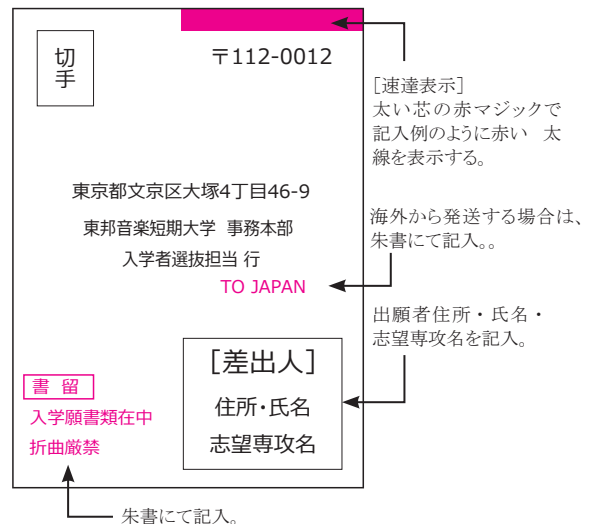 切手
〒112-0012
東京都文京区大塚4丁目46-9
東邦音楽短期大学 事務本部
入学者選抜担当 行
TO JAPAN
[差出人]
住所・氏名
志望専攻名
書 留
入学願書類在中
折曲厳禁
[速達表示]
太い芯の赤マジックで
記入例のように赤い 太
線を表示する。
海外から発送する場合は、
朱書にて記入。。
出願者住所・氏名・
志望専攻名を記入。
朱書にて記入。